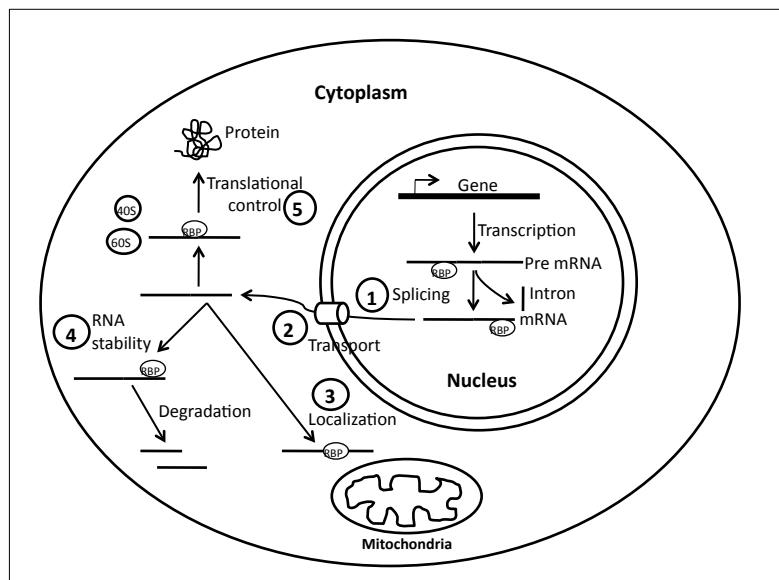 Cytoplasm
Protein
Gene
Translational
control
5
40S
60S
RBP
Transcription
Pre mRNA
RBP
1
Splicing
Intron
mRNA
RBP
2
Transport
4
RNA
stability
RBP
Nucleus
3
Localization
Degradation
RBP
Mitochondria